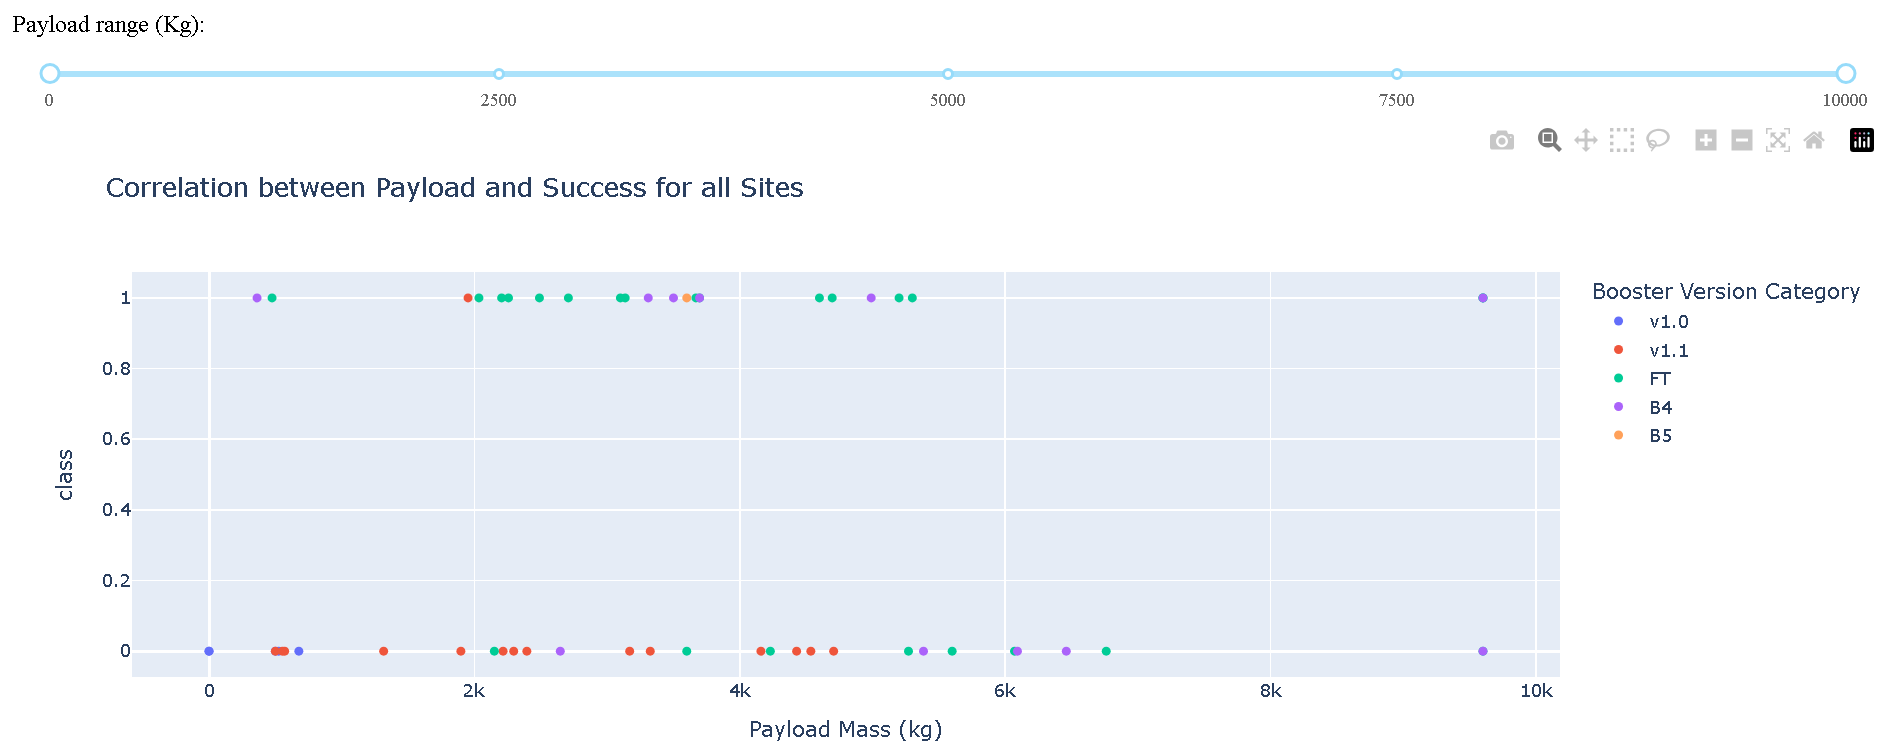 Payload range (Kg):
0 2500 5000 7500 10000
Correlation between Payload and Success for all Sites
1
0.8
0.6
0.4
0.2
0
class
0 2k 4k 6k 8k 10k
Payload Mass (kg)
Booster Version Category
v1.0
v1.1
FT
B4
B5